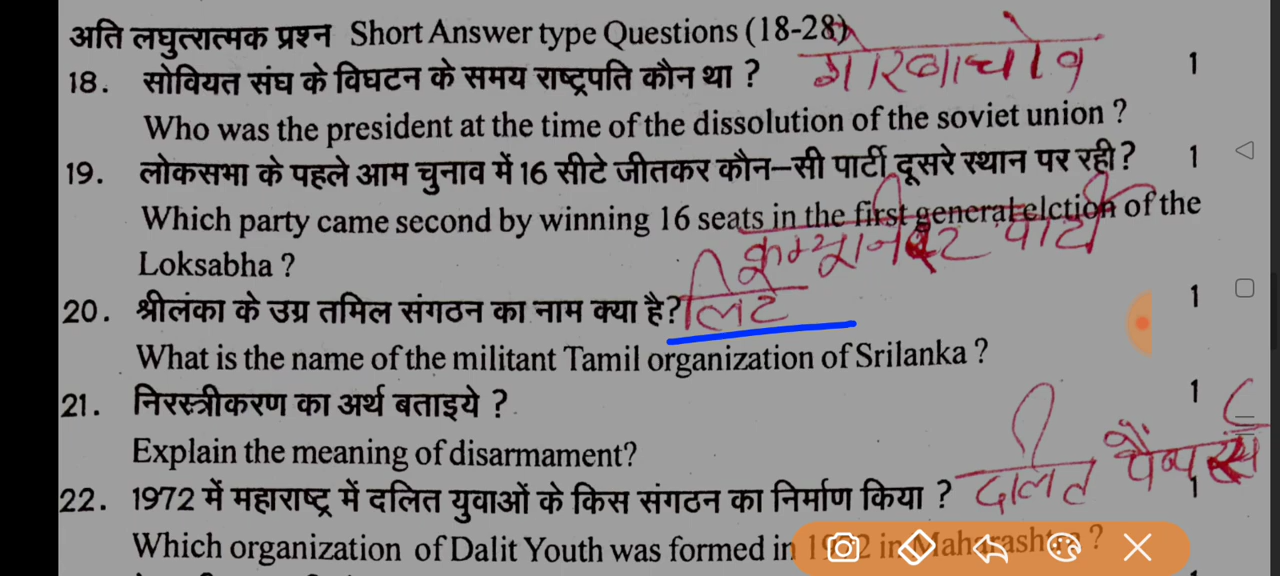 अति लघुत्तरात्मक प्रश्न Short Answer type Questions (18-28)
18. सोवियत संघ के विघटन के समय राष्ट्रपति कौन था ? गोरबाचोव 1
Who was the president at the time of the dissolution of the soviet union ?
19. लोकसभा के पहले आम चुनाव में 16 सीटे जीतकर कौन–सी पार्टी दूसरे स्थान पर रही? 1
Which party came second by winning 16 seats in the first general elction of the
Loksabha ? कम्युनिस्ट पार्टी
20. श्रीलंका के उग्र तमिल संगठन का नाम क्या है? लिटे 1
What is the name of the militant Tamil organization of Srilanka ?
21. निरस्त्रीकरण का अर्थ बताइये ? 1
Explain the meaning of disarmament?
22. 1972 में महाराष्ट्र में दलित युवाओं के किस संगठन का निर्माण किया ? दलित पैंथर्स 1
Which organization of Dalit Youth was formed in 1972 in Maharashtra ?